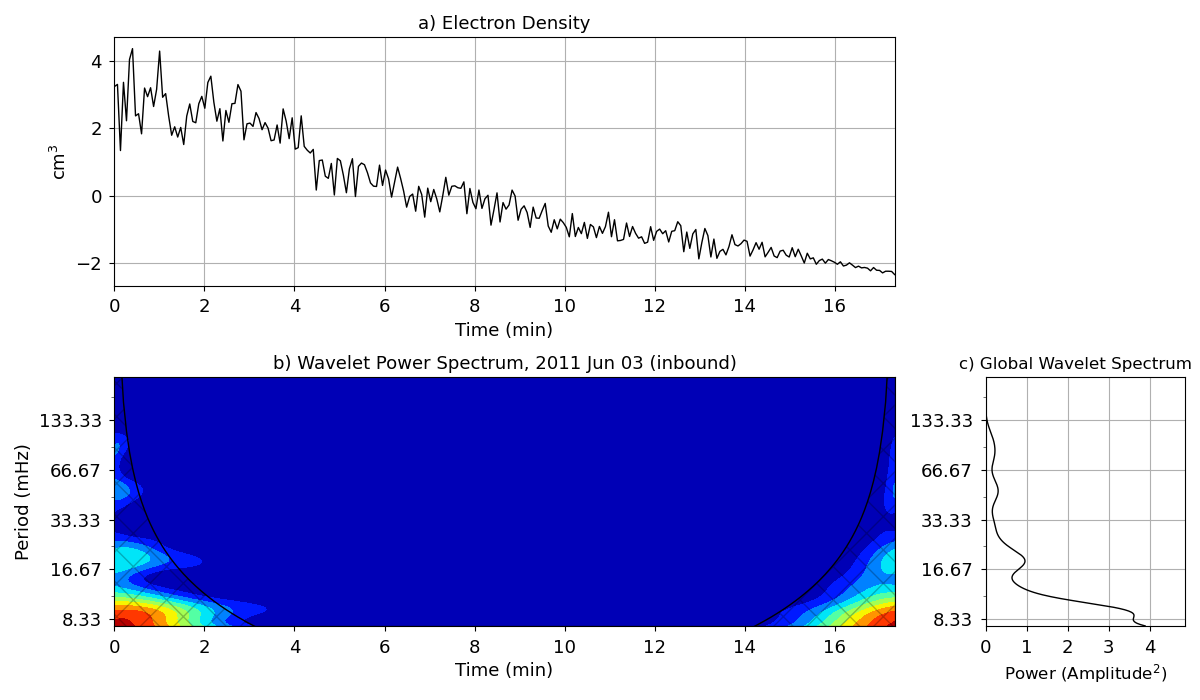 a) Electron Density
cm³
4
2
0
−2
0 2 4 6 8 10 12 14 16
Time (min)
b) Wavelet Power Spectrum, 2011 Jun 03 (inbound)
Period (mHz)
133.33
66.67
33.33
16.67
8.33
0 2 4 6 8 10 12 14 16
Time (min)
c) Global Wavelet Spectrum
133.33
66.67
33.33
16.67
8.33
0 1 2 3 4
Power (Amplitude²)